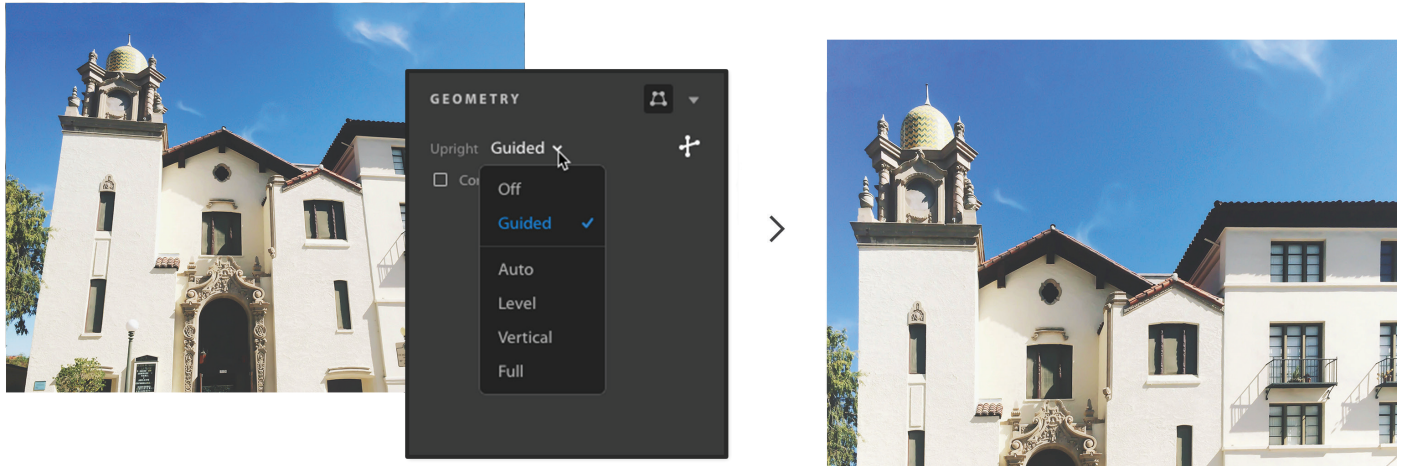 GEOMETRY
Upright Guided
Off
Guided
Auto
Level
Vertical
Full